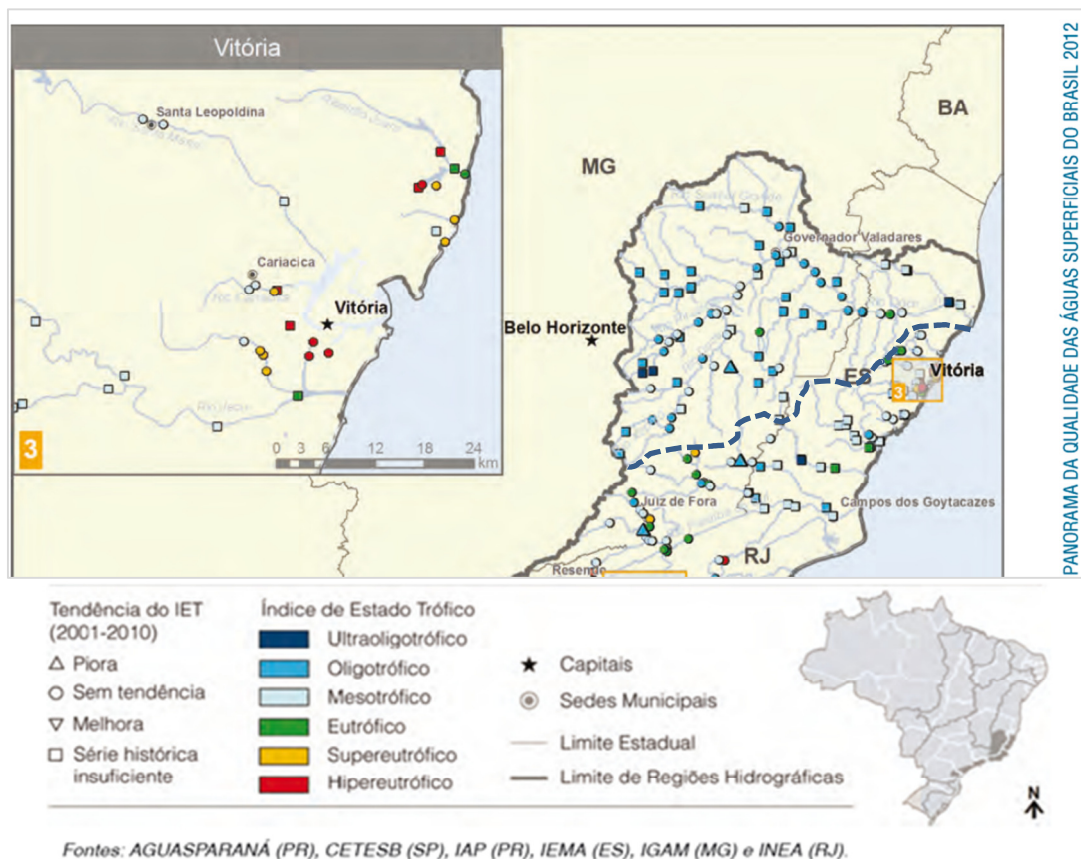 Vitória
Santa Leopoldina
Cariacica
Vitória
3
0 3 6 12 18 24
km
BA
MG
Governador Valadares
Belo Horizonte
ES
Vitória
3
Juiz de Fora
Campos dos Goytacazes
Resende
RJ
PANORAMA DA QUALIDADE DAS ÁGUAS SUPERFICIAIS DO BRASIL 2012
Tendência do IET
(2001-2010)
Piora
Sem tendência
Melhora
Série histórica
insuficiente
Índice de Estado Trófico
Ultraoligotrófico
Oligotrófico
Mesotrófico
Eutrófico
Supereutrófico
Hipereutrófico
Capitais
Sedes Municipais
Limite Estadual
Limite de Regiões Hidrográficas
N
Fontes: AGUASPARANÁ (PR), CETESB (SP), IAP (PR), IEMA (ES), IGAM (MG) e INEA (RJ).